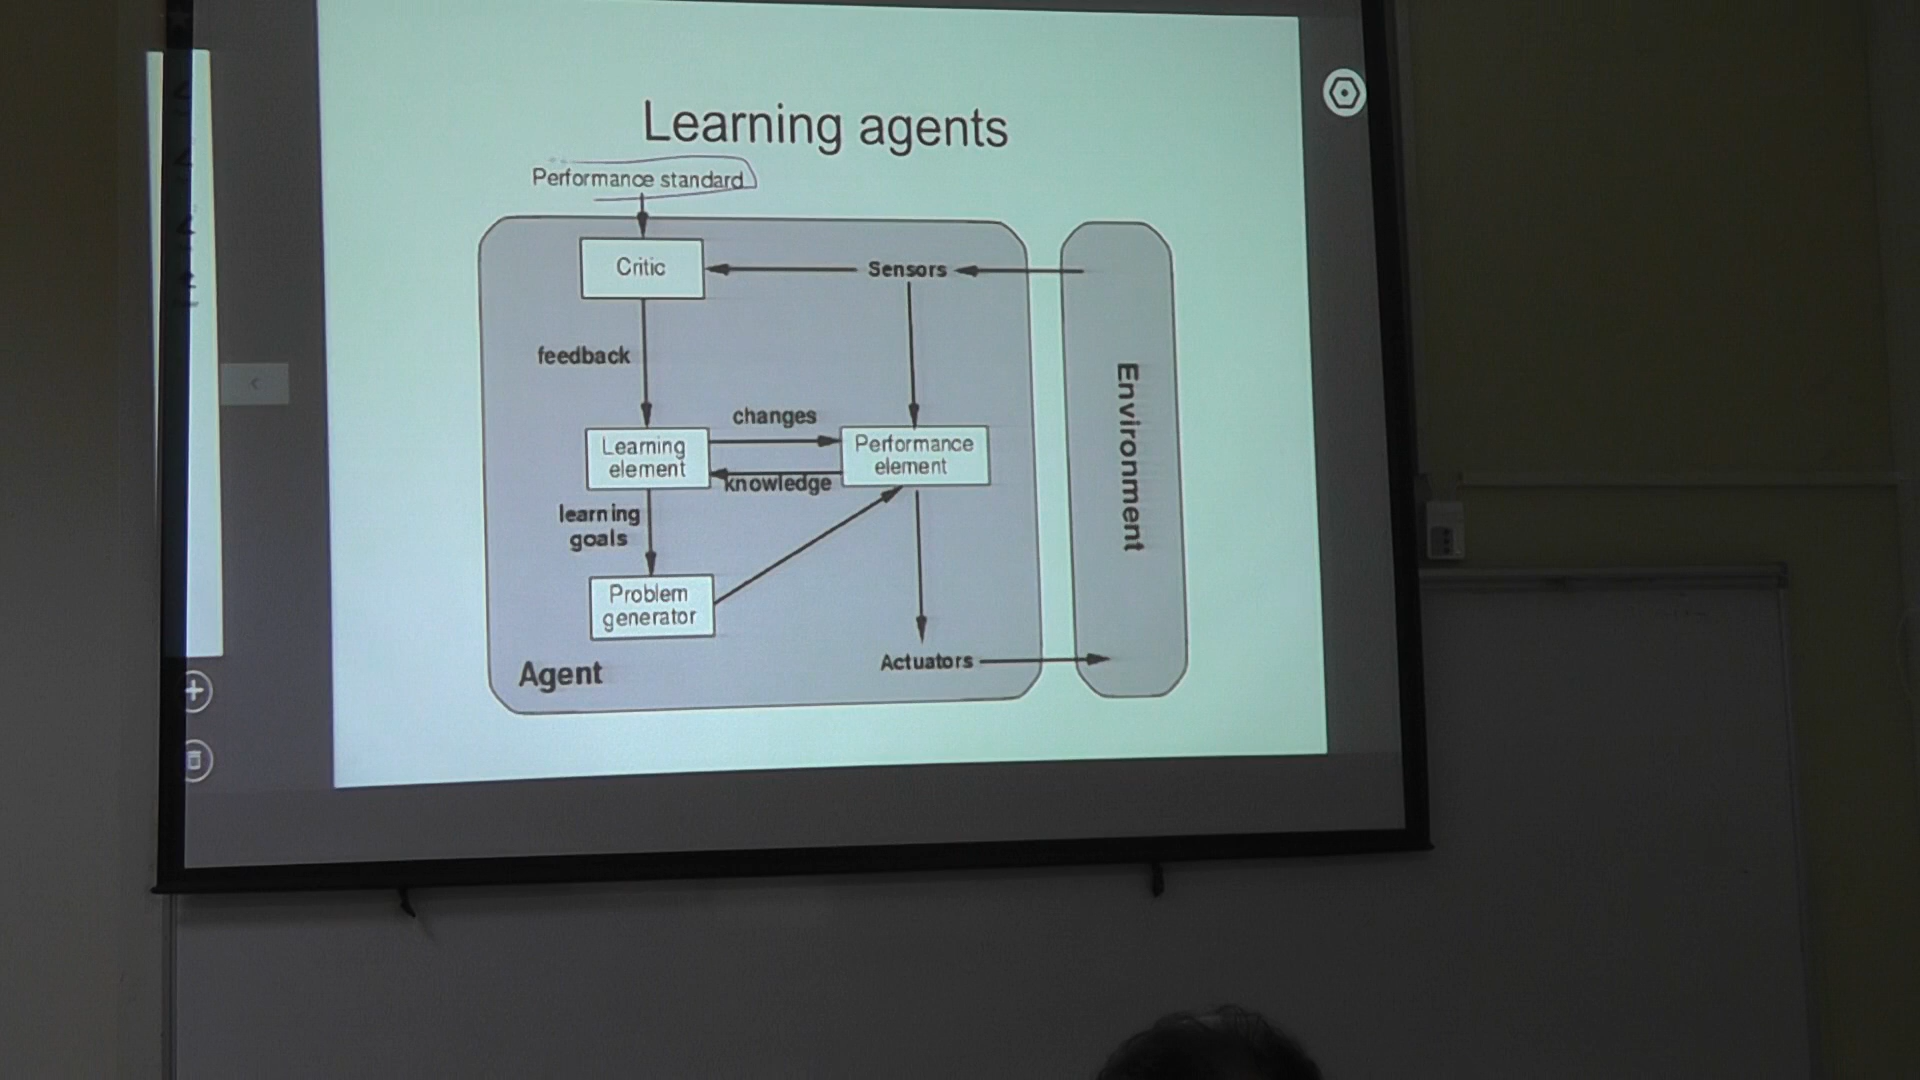 Learning agents
Performance standard
Critic
Sensors
feedback
changes
Learning
element
Performance
element
knowledge
learning
goals
Problem
generator
Agent
Actuators
Environment